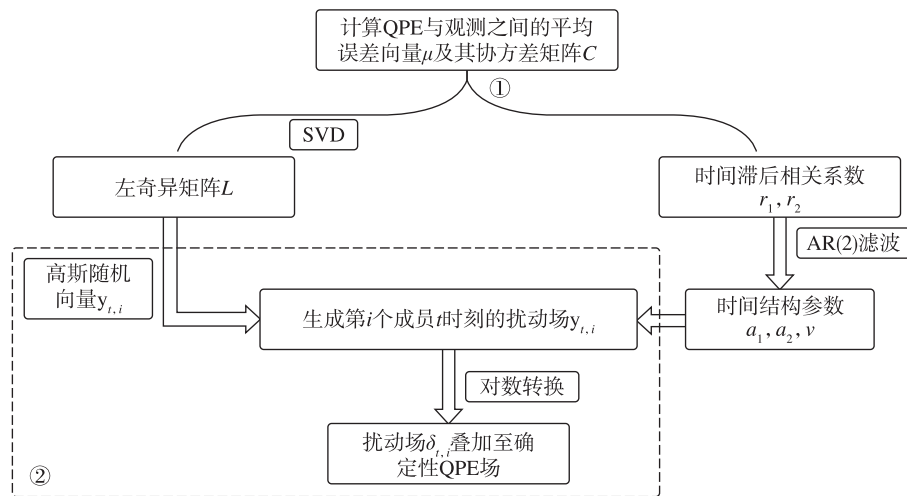 计算QPE与观测之间的平均
误差向量μ及其协方差矩阵C
①
SVD
左奇异矩阵L
时间滞后相关系数
r₁, r₂
AR(2)滤波
高斯随机
向量y_{t,i}
生成第i个成员t时刻的扰动场y_{t,i}
时间结构参数
a₁, a₂, v
对数转换
扰动场δ_{t,i}叠加至确
定性QPE场
②